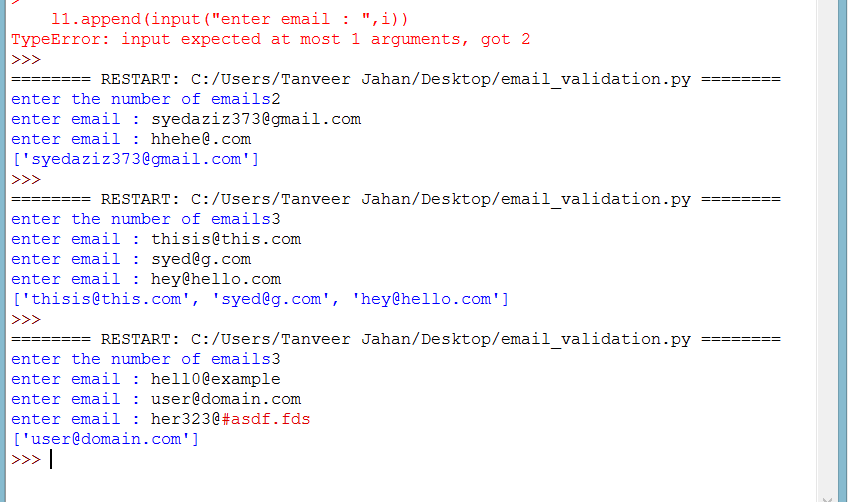 l1.append(input("enter email : ",i))
TypeError: input expected at most 1 arguments, got 2
>>>
======== RESTART: C:/Users/Tanveer Jahan/Desktop/email_validation.py ========
enter the number of emails2
enter email : syedaziz373@gmail.com
enter email : hhehe@.com
['syedaziz373@gmail.com']
>>>
======== RESTART: C:/Users/Tanveer Jahan/Desktop/email_validation.py ========
enter the number of emails3
enter email : thisis@this.com
enter email : syed@g.com
enter email : hey@hello.com
['thisis@this.com', 'syed@g.com', 'hey@hello.com']
>>>
======== RESTART: C:/Users/Tanveer Jahan/Desktop/email_validation.py ========
enter the number of emails3
enter email : hell0@example
enter email : user@domain.com
enter email : her323@#asdf.fds
['user@domain.com']
>>>